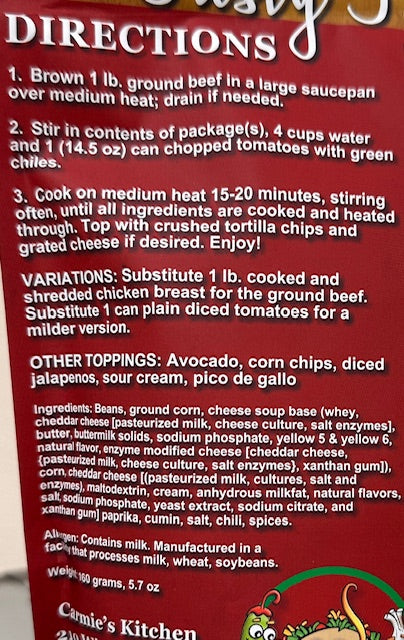 DIRECTIONS
1. Brown 1 lb. ground beef in a large saucepan
over medium heat; drain if needed.
2. Stir in contents of package(s), 4 cups water
and 1 (14.5 oz) can chopped tomatoes with green
chiles.
3. Cook on medium heat 15-20 minutes, stirring
often, until all ingredients are cooked and heated
through. Top with crushed tortilla chips and
grated cheese if desired. Enjoy!
VARIATIONS: Substitute 1 lb. cooked and
shredded chicken breast for the ground beef.
Substitute 1 can plain diced tomatoes for a
milder version.
OTHER TOPPINGS: Avocado, corn chips, diced
jalapenos, sour cream, pico de gallo
Ingredients: Beans, ground corn, cheese soup base (whey,
cheddar cheese [pasteurized milk, cheese culture, salt enzymes],
butter, buttermilk solids, sodium phosphate, yellow 5 & yellow 6,
natural flavor, enzyme modified cheese [cheddar cheese,
{pasteurized milk, cheese culture, salt enzymes}, xanthan gum]),
corn, cheddar cheese [(pasteurized milk, cultures, salt and
enzymes), maltodextrin, cream, anhydrous milkfat, natural flavors,
salt, sodium phosphate, yeast extract, sodium citrate, and
xanthan gum] paprika, cumin, salt, chili, spices.
Allergen: Contains milk. Manufactured in a
facility that processes milk, wheat, soybeans.
Weight 160 grams, 5.7 oz
Carmie's Kitchen